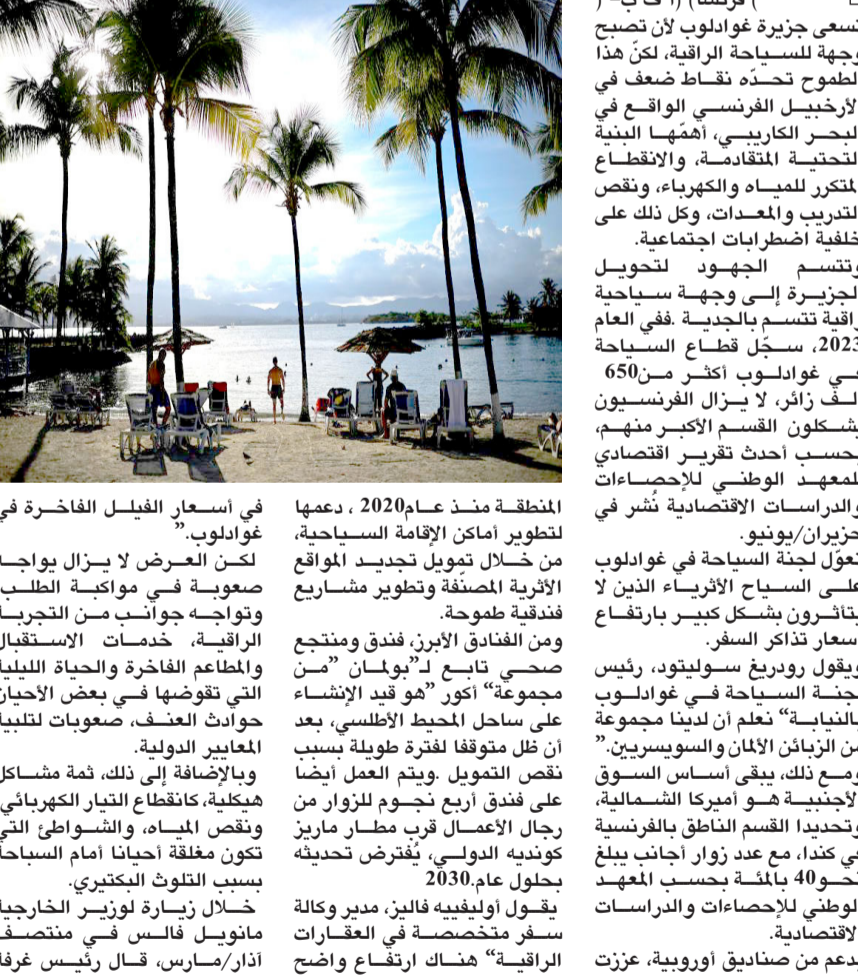 فرنسا) (أ ف ب)– (
تسعى جزيرة غوادلوب لأن تصبح
وجهة للسياحة الراقية، لكنّ هذا
لطموح تحدّه نقاط ضعف في
لأرخبيل الفرنسي الواقع في
لبحر الكاريبي، أهمّها البنية
لتحتية المتقادمة، والانقطاع
لمتكرر للمياه والكهرباء، ونقص
لتدريب والمعدات، وكل ذلك على
خلفية اضطرابات اجتماعية.
وتتسم الجهود لتحويل
لجزيرة إلى وجهة سياحية
راقية تتسم بالجدية .ففي العام
2023، سجّل قطاع السياحة
في غوادلوب أكثر من650
لف زائر، لا يزال الفرنسيون
يشكلون القسم الأكبر منهم،
بحسب أحدث تقرير اقتصادي
للمعهد الوطني للإحصاءات
والدراسات الاقتصادية نُشر في
حزيران/يونيو.
تعوّل لجنة السياحة في غوادلوب
على السياح الأثرياء الذين لا
يتأثرون بشكل كبير بارتفاع
سعار تذاكر السفر.
ويقول رودريغ سوليتود، رئيس
لجنة السياحة في غوادلوب
بالنيابة“ نعلم أن لدينا مجموعة
من الزبائن الألمان والسويسريين.”
ومع ذلك، يبقى أساس السوق
لأجنبية هو أميركا الشمالية،
وتحديدا القسم الناطق بالفرنسية
في كندا، مع عدد زوار أجانب يبلغ
نحو40 بالمئة بحسب المعهد
لوطني للإحصاءات والدراسات
لاقتصادية.
بدعم من صناديق أوروبية، عززت
المنطقة منذ عام2020 ، دعمها
لتطوير أماكن الإقامة السياحية،
من خلال تمويل تجديد المواقع
الأثرية المصنّفة وتطوير مشاريع
فندقية طموحة.
ومن الفنادق الأبرز، فندق ومنتجع
صحي تابع لـ”بولمان ”من
مجموعة“ أكور ”هو قيد الإنشاء
على ساحل المحيط الأطلسي، بعد
أن ظل متوقفا لفترة طويلة بسبب
نقص التمويل .ويتم العمل أيضا
على فندق أربع نجوم للزوار من
رجال الأعمال قرب مطار ماريز
كونديه الدولي، يُفترض تحديثه
بحلول عام.2030
يقول أوليفييه فاليز، مدير وكالة
سفر متخصصة في العقارات
الراقية“ هناك ارتفاع واضح
في أسعار الفيلل الفاخرة في
غوادلوب.”
لكن العرض لا يزال يواجه
صعوبة في مواكبة الطلب.
وتواجه جوانب من التجربة
الراقية، خدمات الاستقبال
والمطاعم الفاخرة والحياة الليلية
التي تقوضها في بعض الأحيان
حوادث العنف، صعوبات لتلبية
المعايير الدولية.
وبالإضافة إلى ذلك، ثمة مشاكل
هيكلية، كانقطاع التيار الكهربائي،
ونقص المياه، والشواطئ التي
تكون مغلقة أحيانا أمام السباحة
بسبب التلوث البكتيري.
خلال زيارة لوزير الخارجية
مانويل فالس في منتصف
آذار/مارس، قال رئيس غرفة